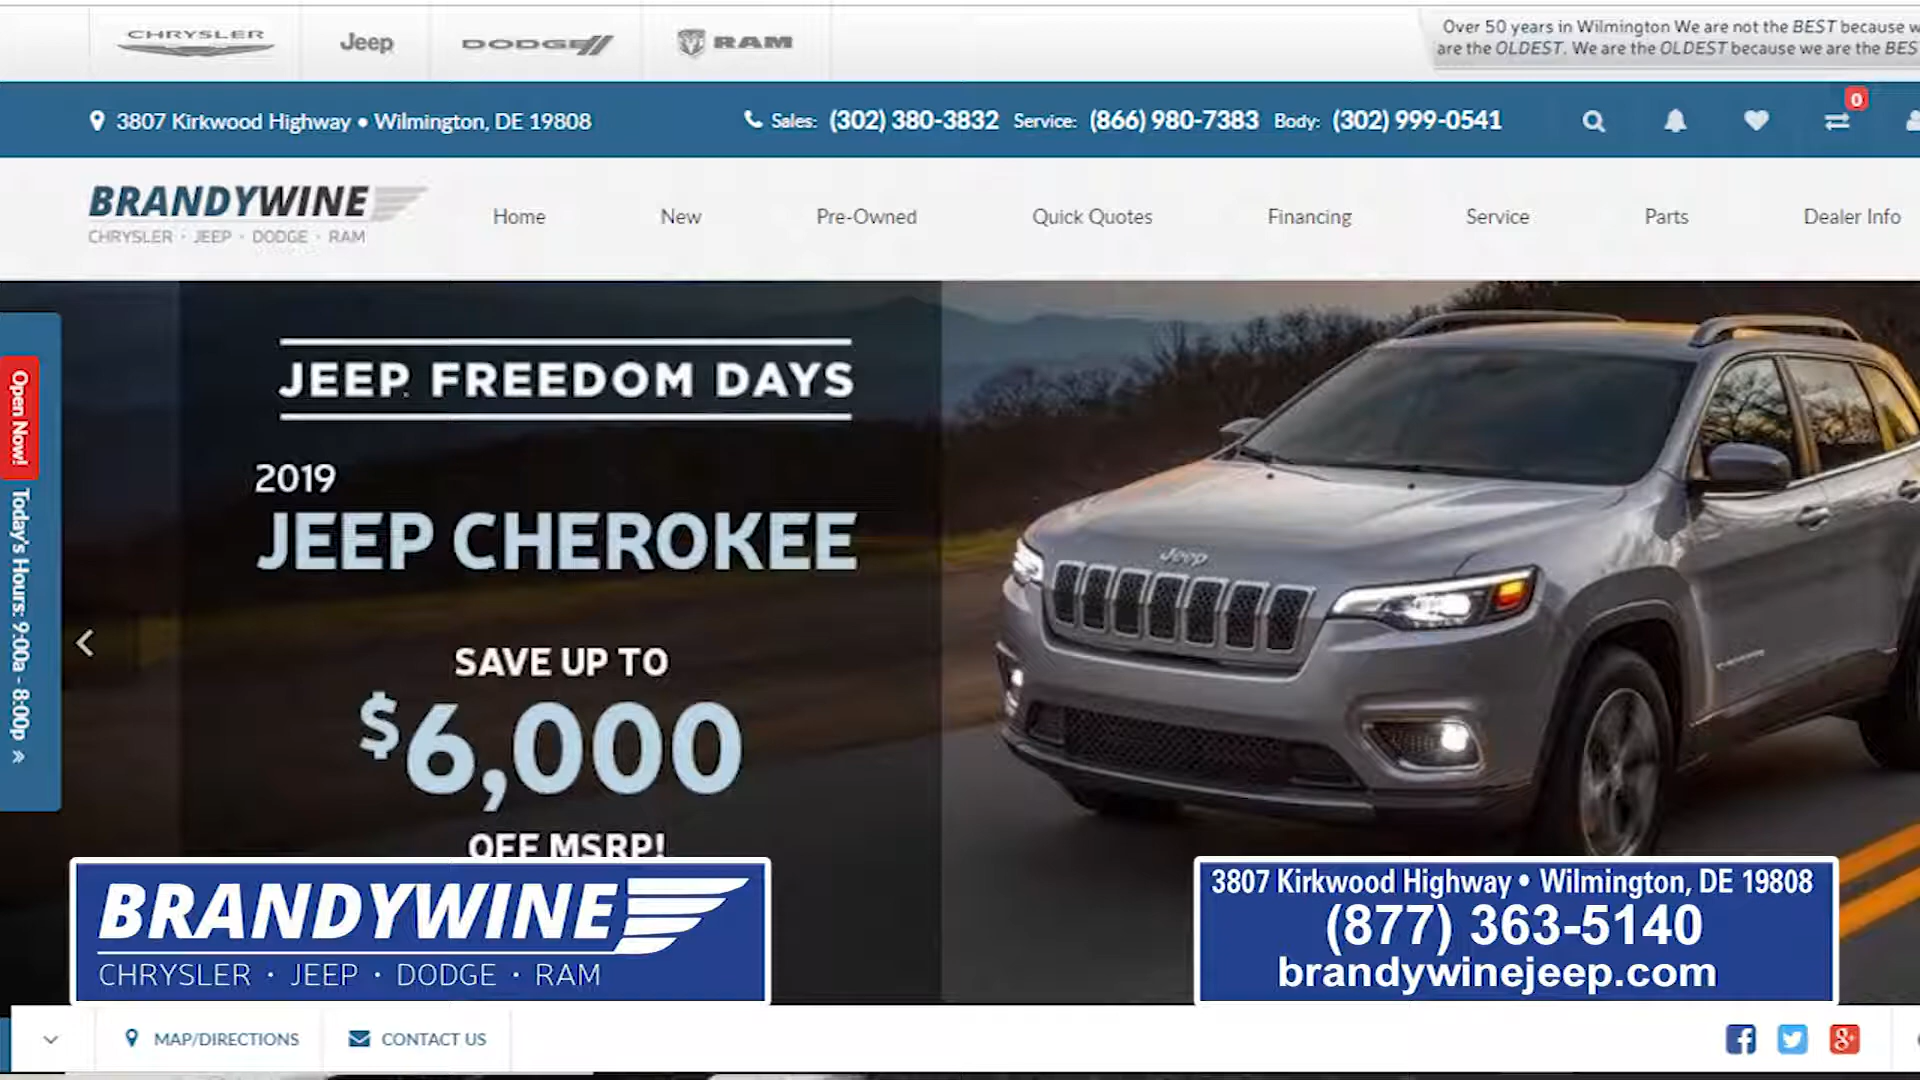 CHRYSLER
Jeep
DODGE
RAM
Over 50 years in Wilmington We are not the BEST because
are the OLDEST. We are the OLDEST because we are the
3807 Kirkwood Highway • Wilmington, DE 19808
Sales: (302) 380-3832 Service: (866) 980-7383 Body: (302) 999-0541
0
BRANDYWINE
CHRYSLER · JEEP · DODGE · RAM
Home
New
Pre-Owned
Quick Quotes
Financing
Service
Parts
Dealer Info
Open Now! Today's Hours: 9:00a - 8:00p »
JEEP FREEDOM DAYS
2019
JEEP CHEROKEE
SAVE UP TO
$6,000
OFF MSRP!
Jeep
BRANDYWINE
CHRYSLER · JEEP · DODGE · RAM
3807 Kirkwood Highway • Wilmington, DE 19808
(877) 363-5140
brandywinejeep.com
MAP/DIRECTIONS
CONTACT US